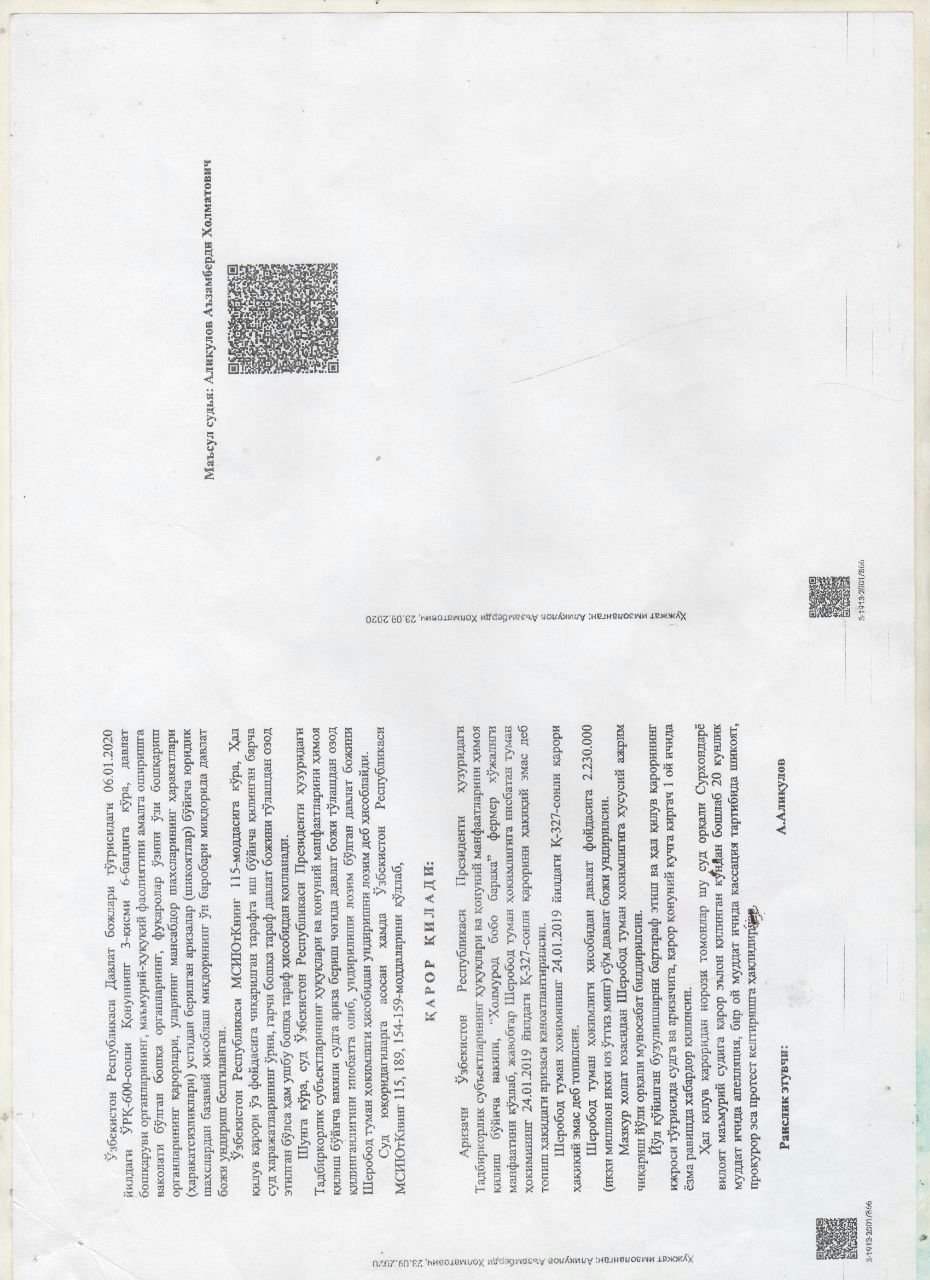 Ўзбекистон Республикаси Давлат божлари тўғрисидаги 06.01.2020
йилдаги ЎРҚ-600-сонли Қонуннинг 3-қисми 6-бандига кўра, давлат
бошқаруви органларининг, маъмурий-ҳуқуқий фаолиятини амалга оширишга
ваколати бўлган бошқа органларнинг, фуқаролар ўзини ўзи бошқариш
органларининг қарорлари, уларнинг мансабдор шахсларининг ҳаракатлари
(ҳаракатсизликлари) устидан берилган аризалар (шикоятлар) бўйича юридик
шахслардан базавий ҳисоблаш миқдорининг ўн баробари миқдорида давлат
божи ундириш белгиланган.
Ўзбекистон Республикаси МСИЮтКнинг 115-моддасига кўра, Ҳал
қилув қарори ўз фойдасига чиқарилган тарафга иш бўйича қилинган барча
суд харажатларининг ўрни, гарчи бошқа тараф давлат божини тўлашдан озод
этилган бўлса ҳам ушбу бошқа тараф ҳисобидан қопланади.
Шунга кўра, суд Ўзбекистон Республикаси Президенти ҳузуридаги
Тадбиркорлик субъектларининг ҳуқуқлари ва қонуний манфаатларини ҳимоя
қилиш бўйича вакили судга ариза бериш чоғида давлат божи тўлашдан озод
қилинганлигини инобатга олиб, ундирилиши лозим бўлган давлат божини
Шеробод туман ҳокимлиги ҳисобидан ундиришни лозим деб ҳисоблайди.
Суд юқоридагиларга асосан ҳамда Ўзбекистон Республикаси
МСИЮтКнинг 115, 189, 154-159-моддаларини қўллаб,
ҚАРОР ҚИЛАДИ:
Аризачи Ўзбекистон Республикаси Президенти ҳузуридаги
Тадбиркорлик субъектларининг ҳуқуқлари ва қонуний манфаатларини ҳимоя
қилиш бўйича вакили, "Холмурод бобо барака" фермер хўжалиги
манфаатини кўзлаб, жавобгар Шеробод туман ҳокимлигига нисбатан туман
ҳокимининг 24.01.2019 йилдаги Қ-327-сонли қарорини ҳақиқий эмас деб
топиш ҳақидаги аризаси қаноатлантирилсин.
Шеробод туман ҳокимининг 24.01.2019 йилдаги Қ-327-сонли қарори
ҳақиқий эмас деб топилсин.
Шеробод туман ҳокимлиги ҳисобидан давлат фойдасига 2.230.000
(икки миллион икки юз ўттиз минг) сўм давлат божи ундирилсин.
Мазкур ҳолат юзасидан Шеробод туман ҳокимлигига хусусий ажрим
чиқариш йўли орқали муносабат билдирилсин.
Йўл қўйилган бузулишларни бартараф этиш ва ҳал қилув қарорининг
ижроси тўғрисида судга ва аризачига, қарор қонуний кучга киргач 1 ой ичида
ёзма равишда хабардор қилинсин.
Ҳал қилув қароридан норози томонлар шу суд орқали Сурхондарё
вилоят маъмурий судига қарор эълон қилинган кундан бошлаб 20 кунлик
муддат ичида апелляция, бир ой муддат ичида кассация тартибида шикоят,
прокурор эса протест келтиришга
Раислик этувчи: А.Аликулов
Ҳужжат имзоланган: Аликулов Аъзамберди Холматович, 23.09.2020
3-1913-2001/866
Маъсул судья: Аликулов Аъзамберди Холматович
Ҳужжат имзоланган: Аликулов Аъзамберди Холматович, 23.09.2020
3-1913-2001/866